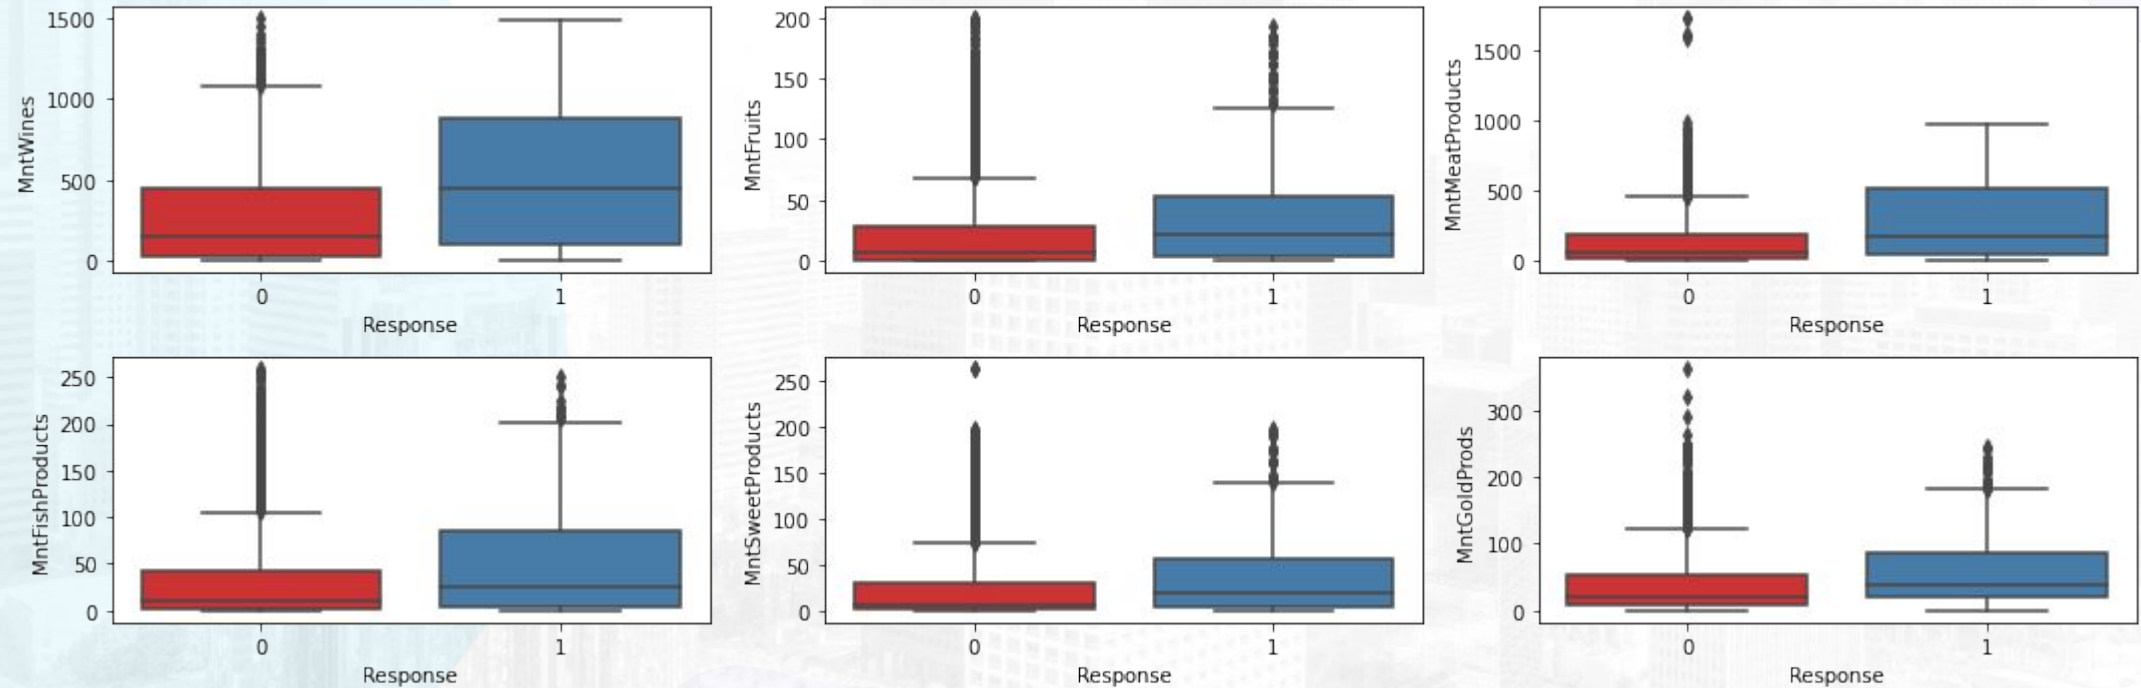 MntWines
1500
1000
500
0
0 1
Response
MntFruits
200
150
100
50
0
0 1
Response
MntMeatProducts
1500
1000
500
0
0 1
Response
MntFishProducts
250
200
150
100
50
0
0 1
Response
MntSweetProducts
250
200
150
100
50
0
0 1
Response
MntGoldProds
300
200
100
0
0 1
Response